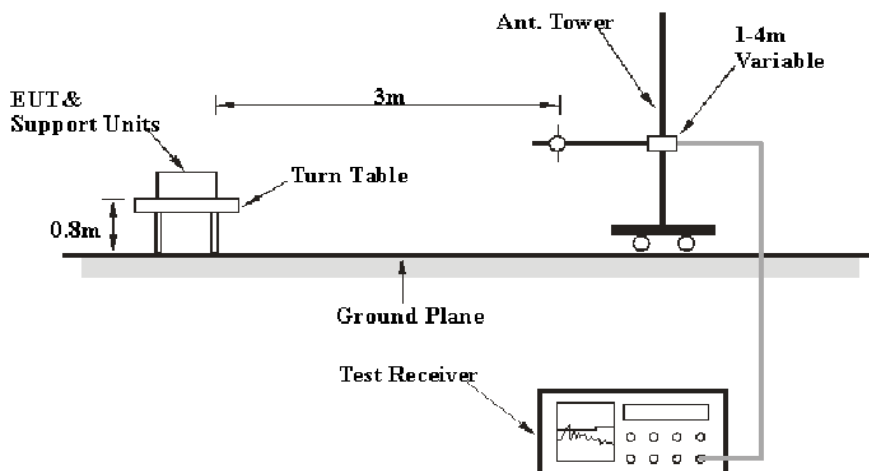 Ant. Tower
1-4m
Variable
3m
EUT&
Support Units
Turn Table
0.8m
Ground Plane
Test Receiver